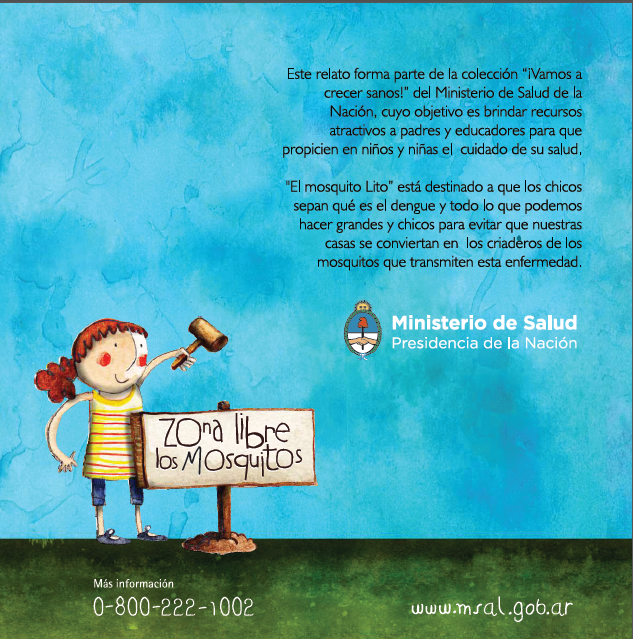 Este relato forma parte de la colección “¡Vamos a
crecer sanos!” del Ministerio de Salud de la
Nación, cuyo objetivo es brindar recursos
atractivos a padres y educadores para que
propicien en niños y niñas el cuidado de su salud,
"El mosquito Lito” está destinado a que los chicos
sepan qué es el dengue y todo lo que podemos
hacer grandes y chicos para evitar que nuestras
casas se conviertan en los criaderos de los
mosquitos que transmiten esta enfermedad.
Ministerio de Salud
Presidencia de la Nación
Zona libre
los Mosquitos
Más información
0-800-222-1002
www.msal.gob.ar